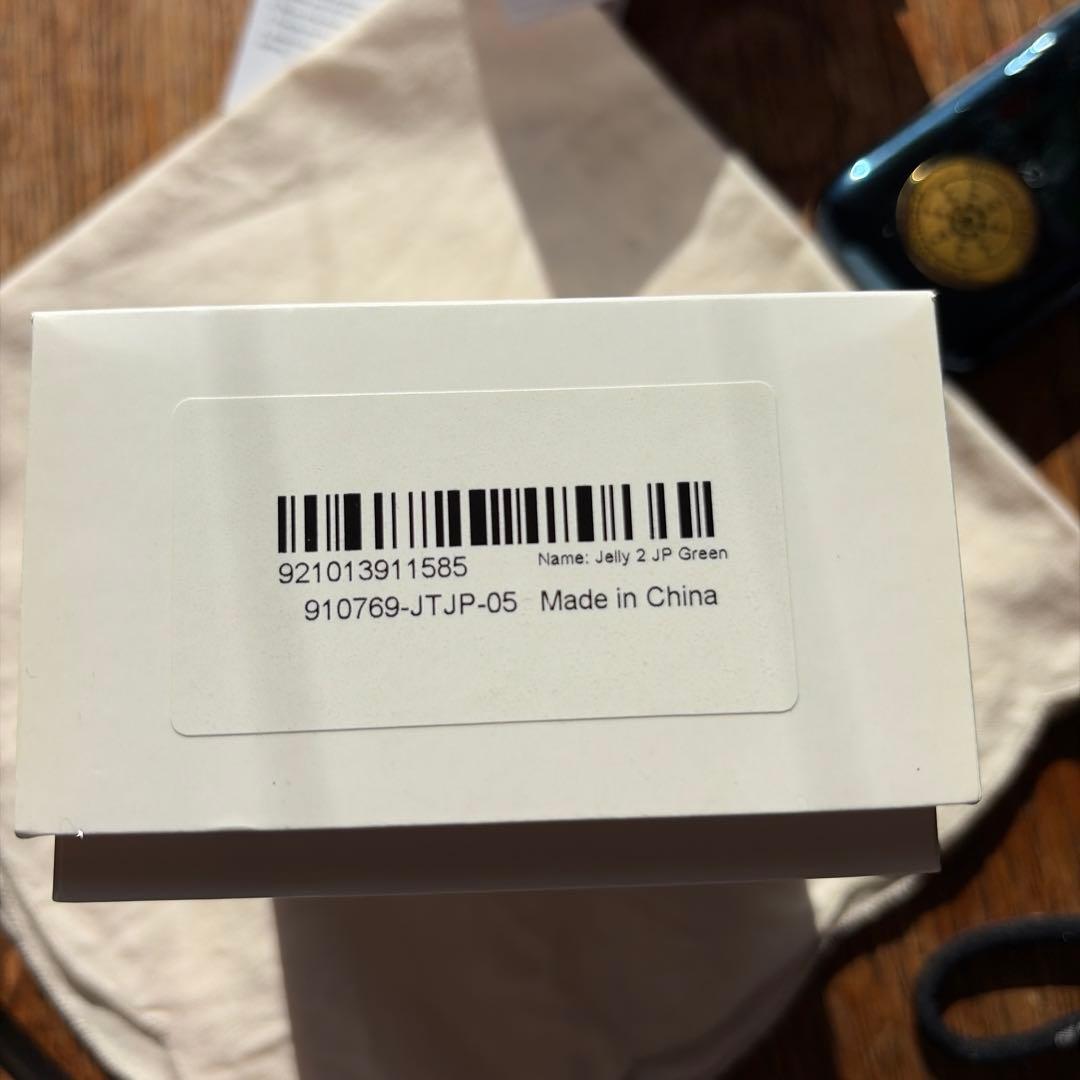 921013911585
Name: Jelly 2 JP Green
910769-JTJP-05 Made in China